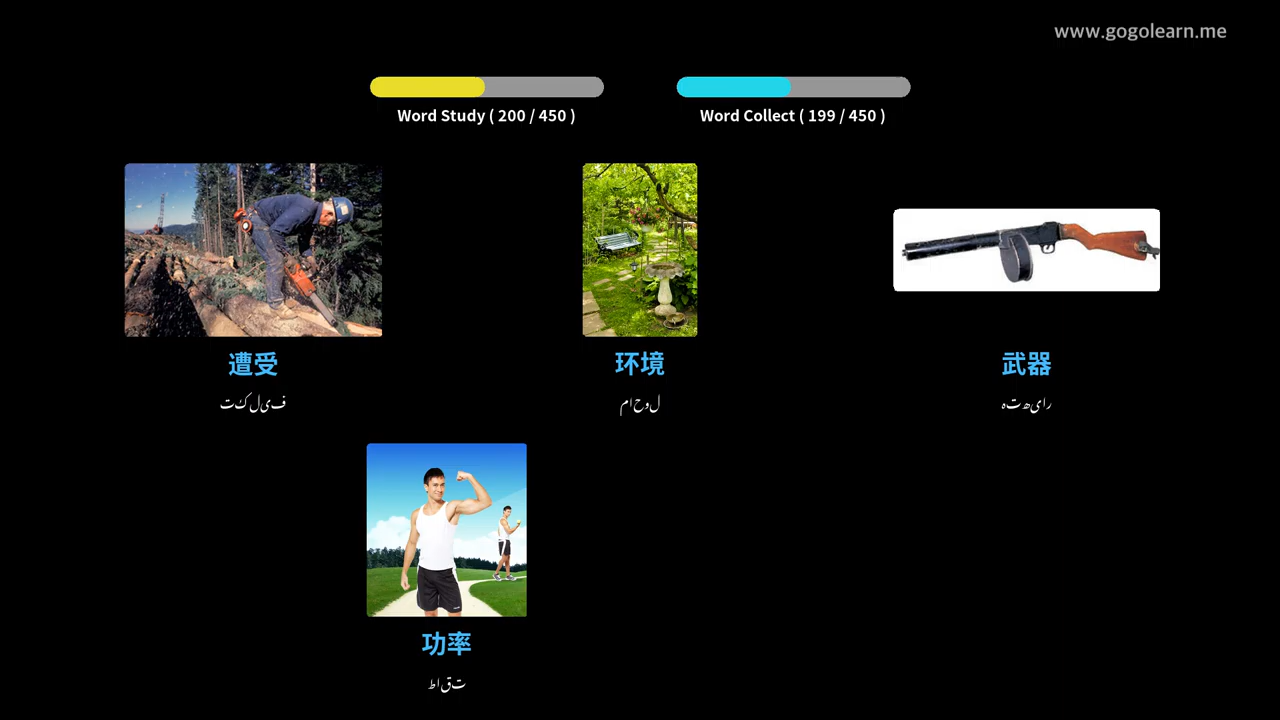 www.gogolearn.me
Word Study ( 200 / 450 )
Word Collect ( 199 / 450 )
遭受
环境
武器
تکلیف
ماحول
ہتھیار
功率
طاقت